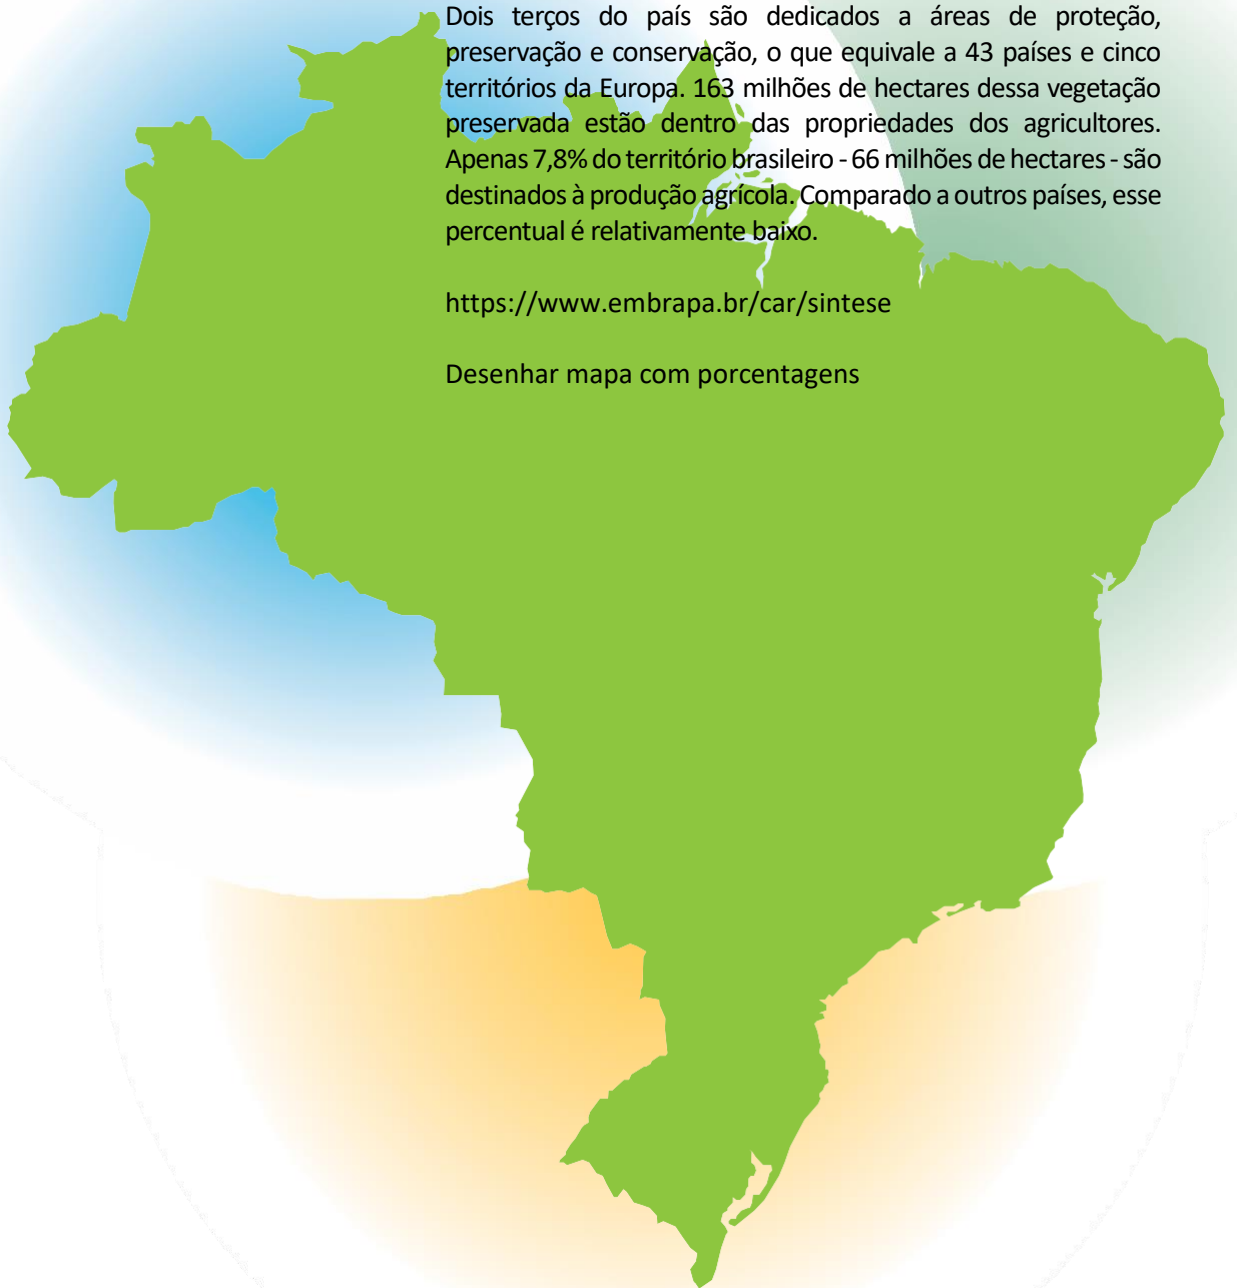 Dois terços do país são dedicados a áreas de proteção,
preservação e conservação, o que equivale a 43 países e cinco
territórios da Europa. 163 milhões de hectares dessa vegetação
preservada estão dentro das propriedades dos agricultores.
Apenas 7,8% do território brasileiro - 66 milhões de hectares - são
destinados à produção agrícola. Comparado a outros países, esse
percentual é relativamente baixo.
https://www.embrapa.br/car/sintese
Desenhar mapa com porcentagens